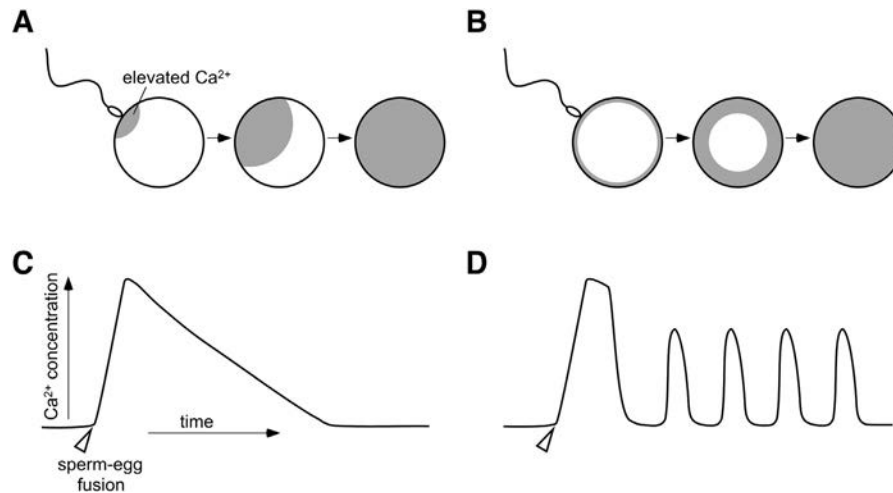 A
elevated Ca²⁺
B
C
Ca²⁺ concentration
time
sperm-egg
fusion
D